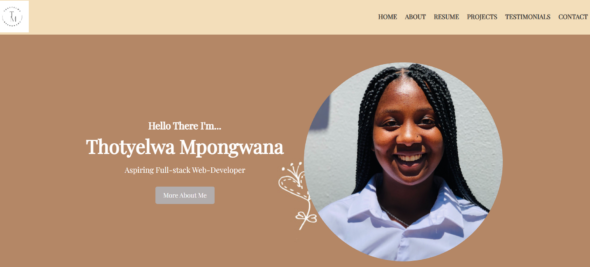 HOME ABOUT RESUME PROJECTS TESTIMONIALS CONTACT
Hello There I'm...
Thotyelwa Mpongwana
Aspiring Full-stack Web-Developer
More About Me